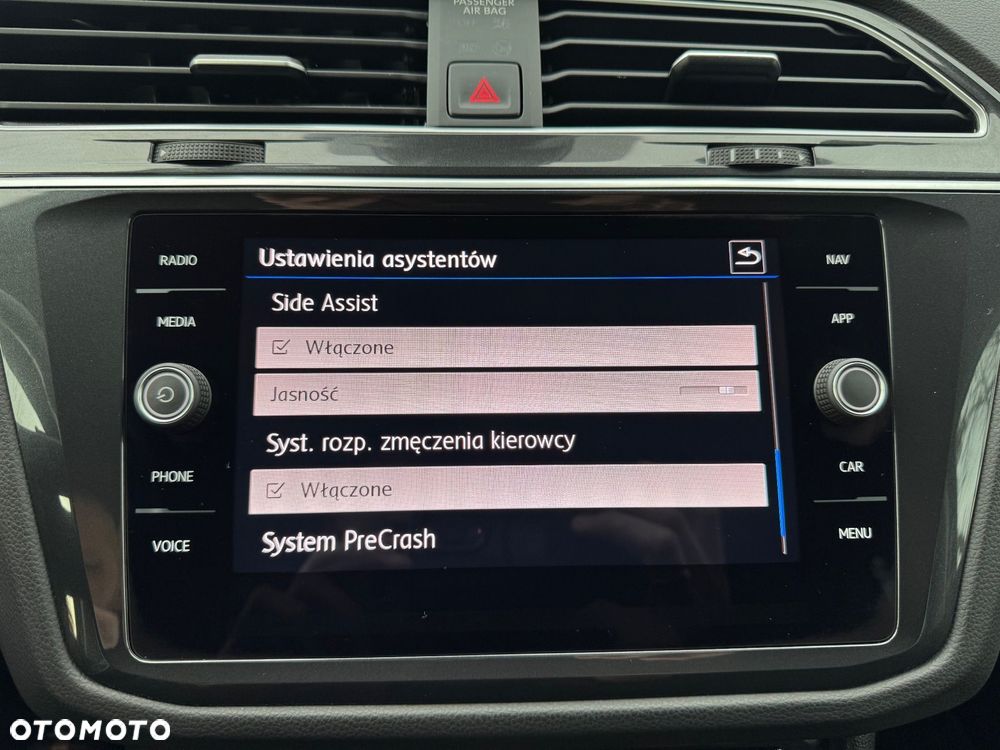 PASSENGER
AIR BAG
RADIO
MEDIA
PHONE
VOICE
Ustawienia asystentów
Side Assist
Włączone
Jasność
Syst. rozp. zmęczenia kierowcy
Włączone
System PreCrash
NAV
APP
CAR
MENU
OTOMOTO